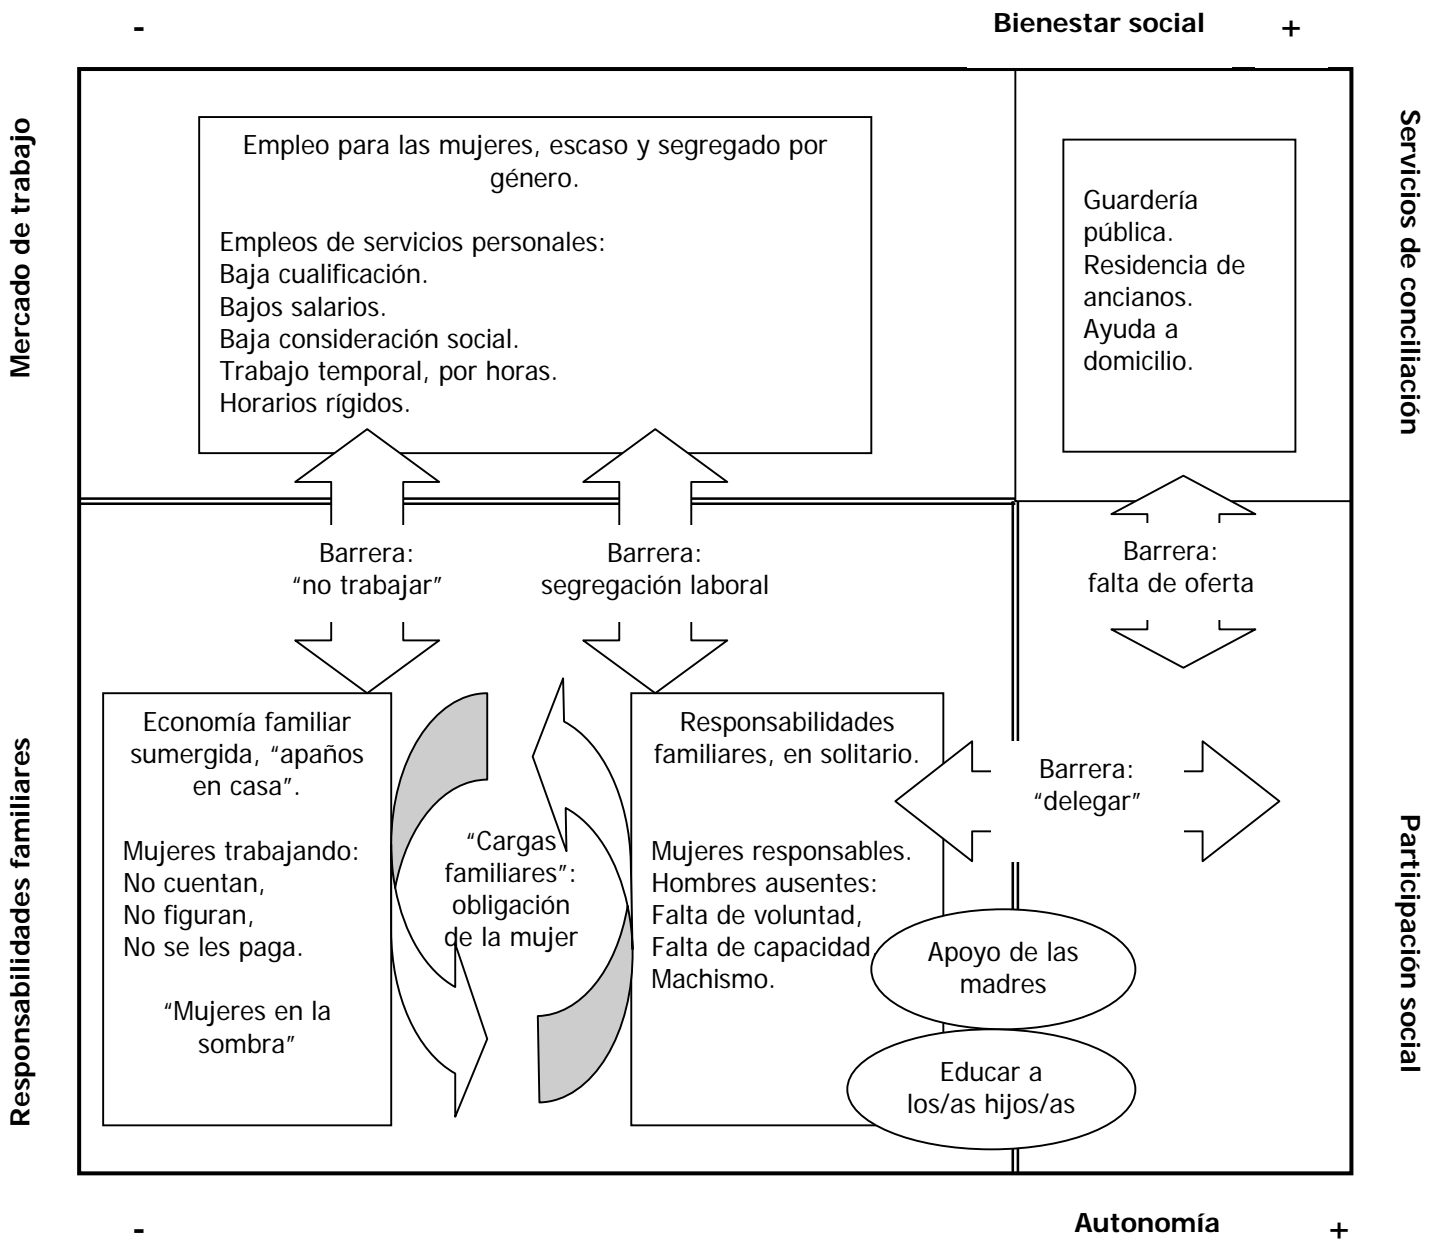 - Bienestar social +
Mercado de trabajo
Empleo para las mujeres, escaso y segregado por
género.
Empleos de servicios personales:
Baja cualificación.
Bajos salarios.
Baja consideración social.
Trabajo temporal, por horas.
Horarios rígidos.
Guardería
pública.
Residencia de
ancianos.
Ayuda a
domicilio.
Servicios de conciliación
Barrera:
“no trabajar”
Barrera:
segregación laboral
Barrera:
falta de oferta
Responsabilidades familiares
Economía familiar
sumergida, “apaños
en casa”.
Mujeres trabajando:
No cuentan,
No figuran,
No se les paga.
“Mujeres en la
sombra”
“Cargas
familiares”:
obligación
de la mujer
Responsabilidades
familiares, en solitario.
Mujeres responsables.
Hombres ausentes:
Falta de voluntad,
Falta de capacidad,
Machismo.
Barrera:
“delegar”
Apoyo de las
madres
Educar a
los/as hijos/as
Participación social
- Autonomía +